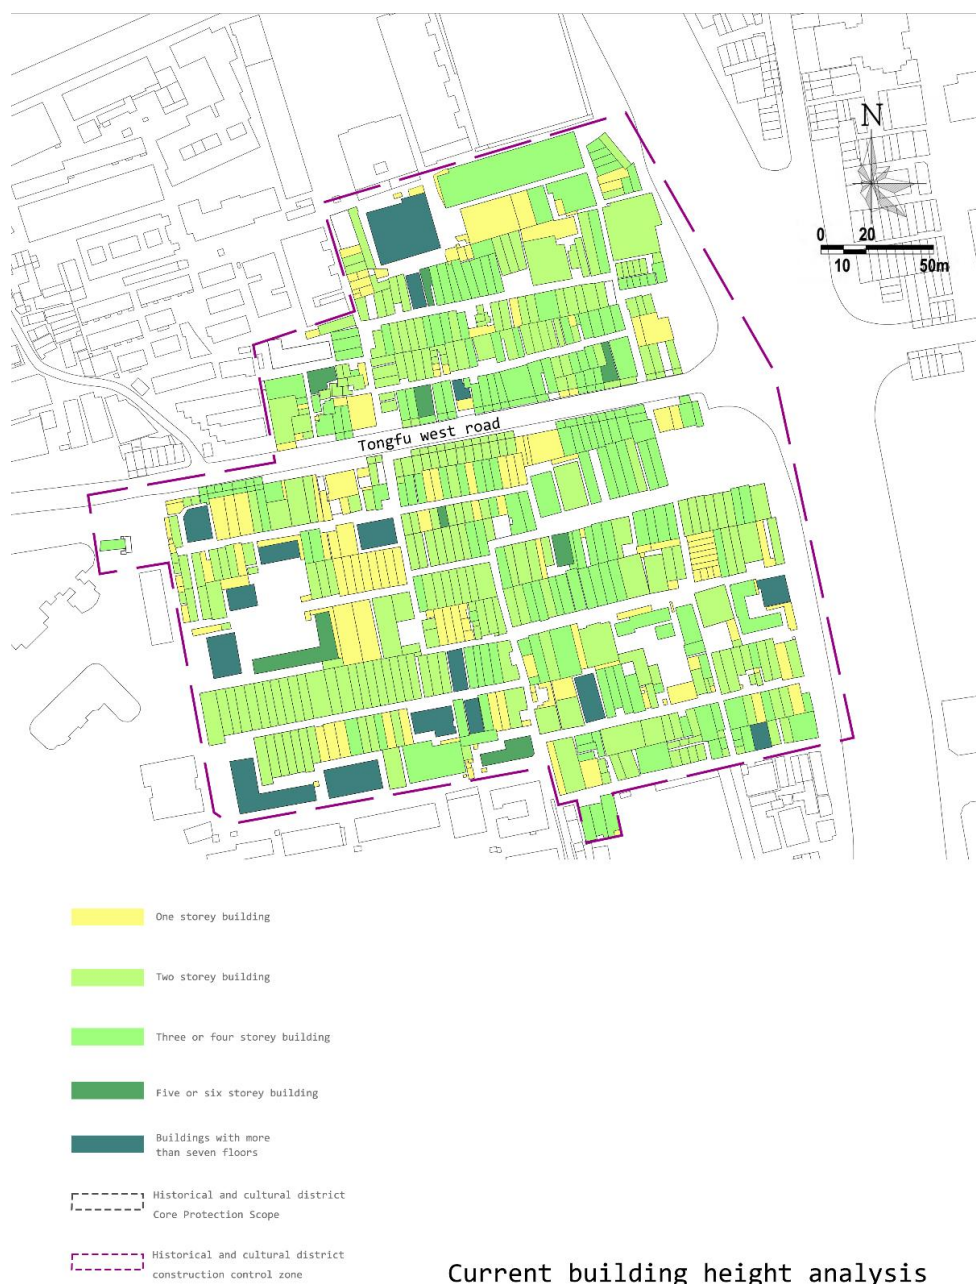 N
0 20
10 50m
Tongfu west road
One storey building
Two storey building
Three or four storey building
Five or six storey building
Buildings with more
than seven floors
Historical and cultural district
Core Protection Scope
Historical and cultural district
construction control zone
Current building height analysis